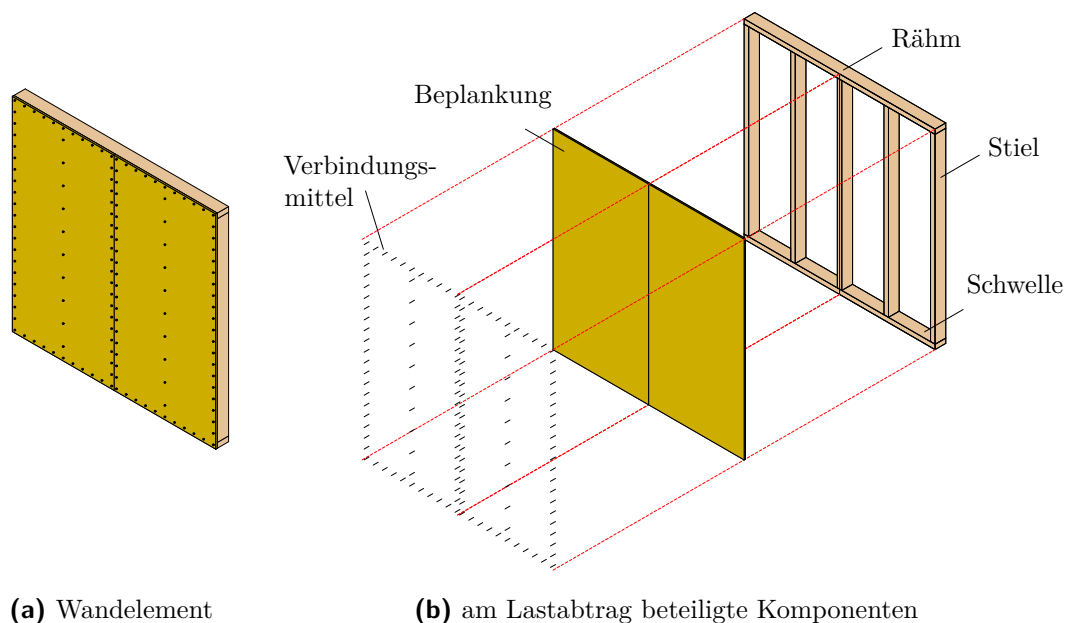 Rähm
Beplankung
Stiel
Verbindungs-
mittel
Schwelle
(a) Wandelement
(b) am Lastabtrag beteiligte Komponenten